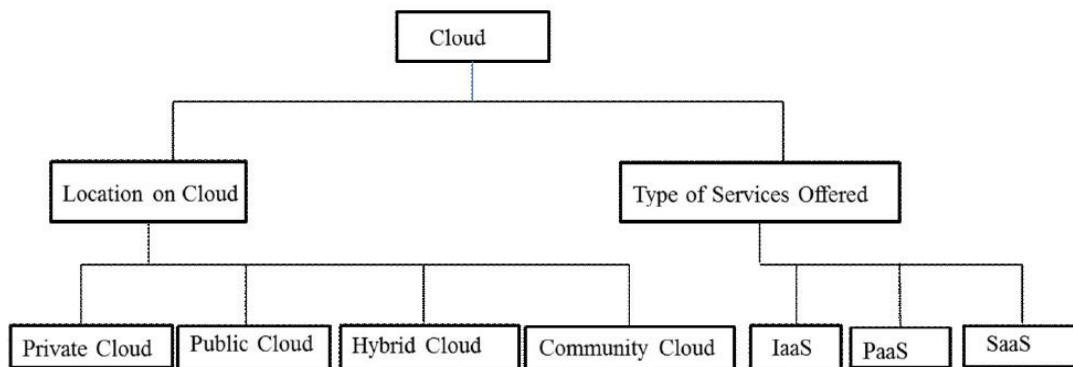 Cloud
Location on Cloud
Type of Services Offered
Private Cloud
Public Cloud
Hybrid Cloud
Community Cloud
IaaS
PaaS
SaaS